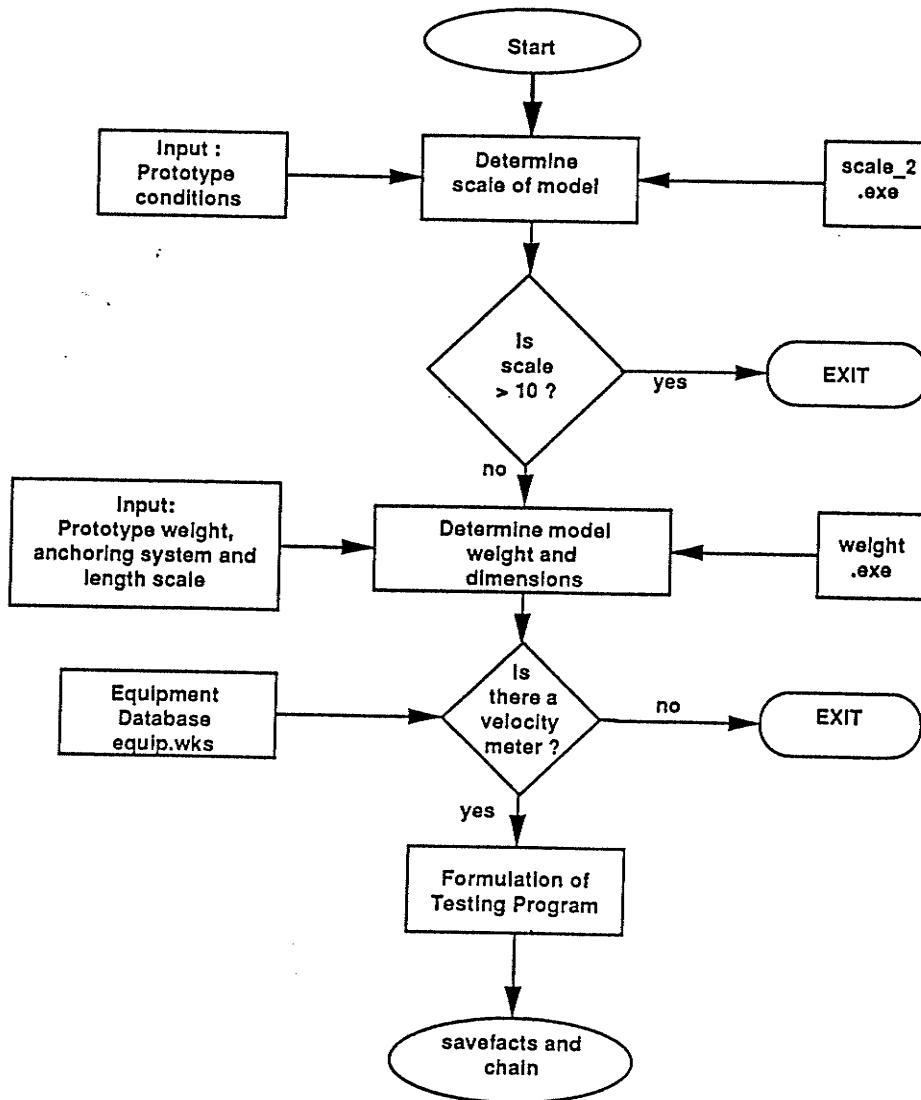 Start
Input :
Prototype
conditions
Determine
scale of model
scale_2
.exe
Is
scale
> 10 ?
yes
EXIT
no
Input:
Prototype weight,
anchoring system and
length scale
Determine model
weight and
dimensions
weight
.exe
Equipment
Database
equip.wks
Is
there a
velocity
meter ?
no
EXIT
yes
Formulation of
Testing Program
savefacts and
chain